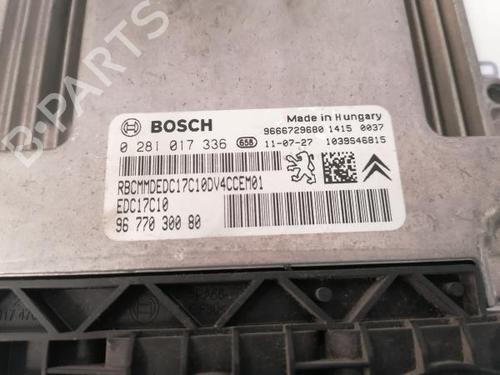 B-PARTS
BOSCH
Made in Hungary
9666729680 1415 0037
0 281 017 336 658 11-07-27 1039S46815
RBCMMDEDC17C10DV4CCEM01
EDC17C10
96 770 300 80